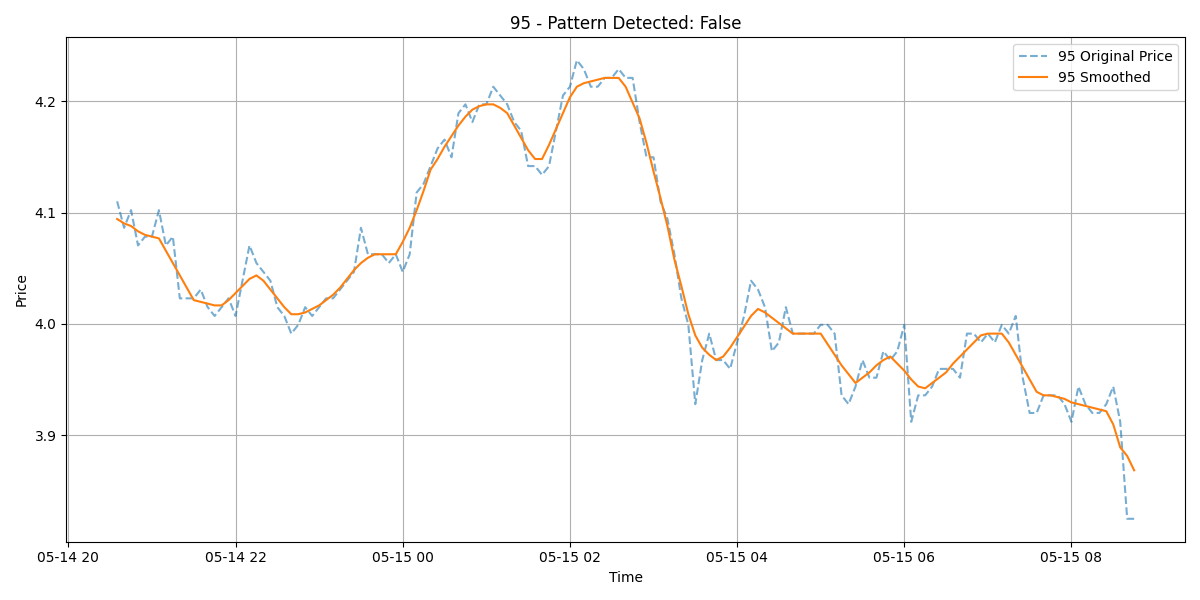 95 - Pattern Detected: False
95 Original Price
95 Smoothed
4.2
4.1
4.0
3.9
Price
05-14 20 05-14 22 05-15 00 05-15 02 05-15 04 05-15 06 05-15 08
Time